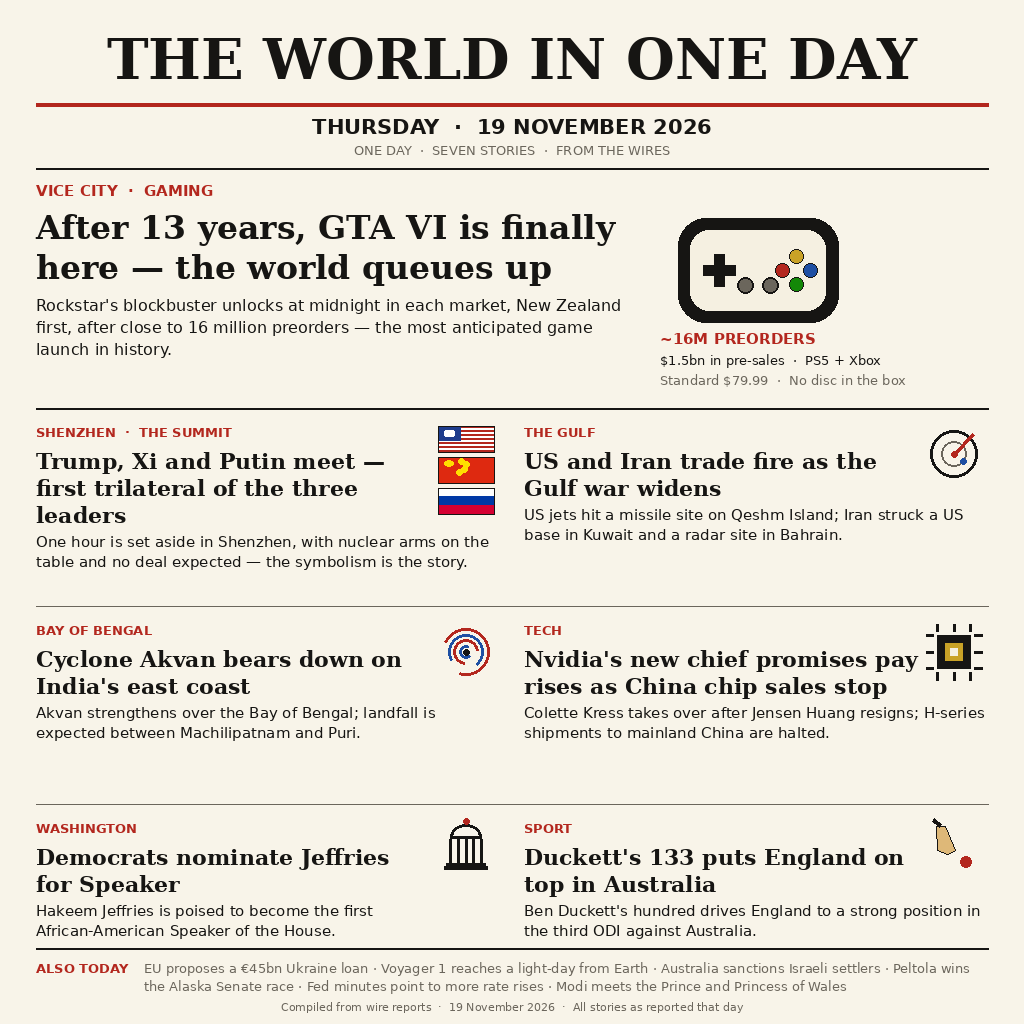 THE WORLD IN ONE DAY
THURSDAY · 19 NOVEMBER 2026
ONE DAY · SEVEN STORIES · FROM THE WIRES
VICE CITY · GAMING
After 13 years, GTA VI is finally
here — the world queues up
Rockstar's blockbuster unlocks at midnight in each market, New Zealand
first, after close to 16 million preorders — the most anticipated game
launch in history.
~16M PREORDERS
$1.5bn in pre-sales · PS5 + Xbox
Standard $79.99 · No disc in the box
SHENZHEN · THE SUMMIT
Trump, Xi and Putin meet —
first trilateral of the three
leaders
One hour is set aside in Shenzhen, with nuclear arms on the
table and no deal expected — the symbolism is the story.
THE GULF
US and Iran trade fire as the
Gulf war widens
US jets hit a missile site on Qeshm Island; Iran struck a US
base in Kuwait and a radar site in Bahrain.
BAY OF BENGAL
Cyclone Akvan bears down on
India's east coast
Akvan strengthens over the Bay of Bengal; landfall is
expected between Machilipatnam and Puri.
TECH
Nvidia's new chief promises pay
rises as China chip sales stop
Colette Kress takes over after Jensen Huang resigns; H-series
shipments to mainland China are halted.
WASHINGTON
Democrats nominate Jeffries
for Speaker
Hakeem Jeffries is poised to become the first
African-American Speaker of the House.
SPORT
Duckett's 133 puts England on
top in Australia
Ben Duckett's hundred drives England to a strong position in
the third ODI against Australia.
ALSO TODAY EU proposes a €45bn Ukraine loan · Voyager 1 reaches a light-day from Earth · Australia sanctions Israeli settlers · Peltola wins
the Alaska Senate race · Fed minutes point to more rate rises · Modi meets the Prince and Princess of Wales
Compiled from wire reports · 19 November 2026 · All stories as reported that day